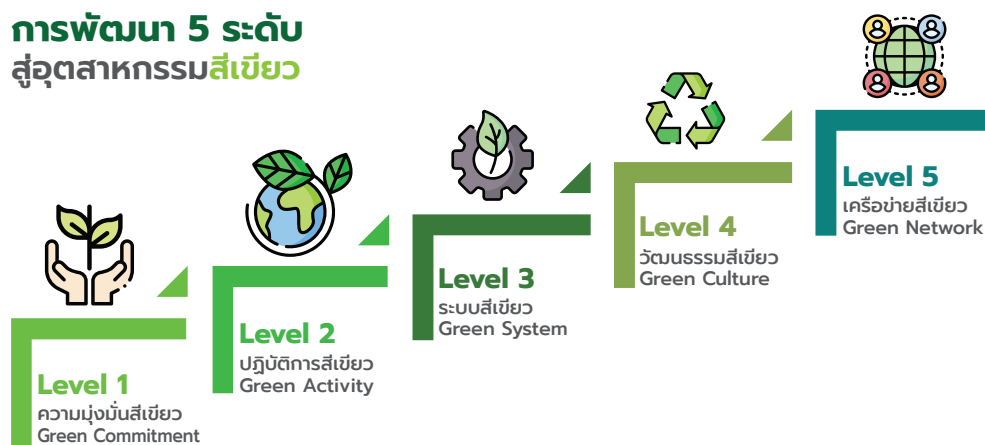 การพัฒนา 5 ระดับ
สู่อุตสาหกรรมสีเขียว
Level 1
ความมุ่งมั่นสีเขียว
Green Commitment
Level 2
ปฏิบัติการสีเขียว
Green Activity
Level 3
ระบบสีเขียว
Green System
Level 4
วัฒนธรรมสีเขียว
Green Culture
Level 5
เครือข่ายสีเขียว
Green Network